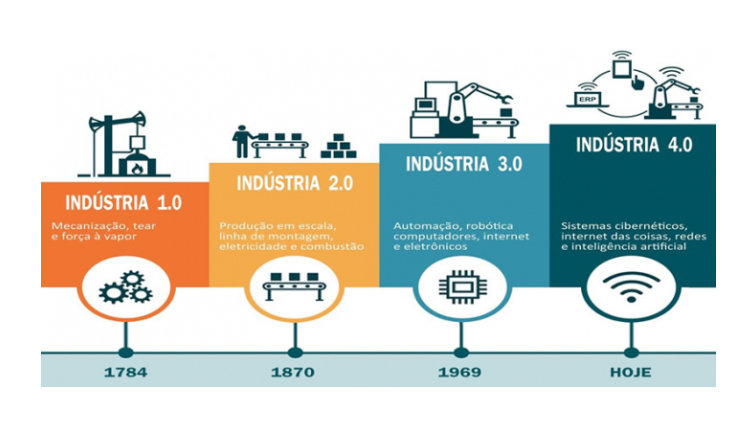 ERP
INDÚSTRIA 1.0
Mecanização, tear
e força à vapor
INDÚSTRIA 2.0
Produção em escala,
linha de montagem,
eletricidade e combustão
INDÚSTRIA 3.0
Automação, robótica
computadores, internet
e eletrônicos
INDÚSTRIA 4.0
Sistemas cibernéticos,
internet das coisas, redes
e inteligência artificial
1784
1870
1969
HOJE